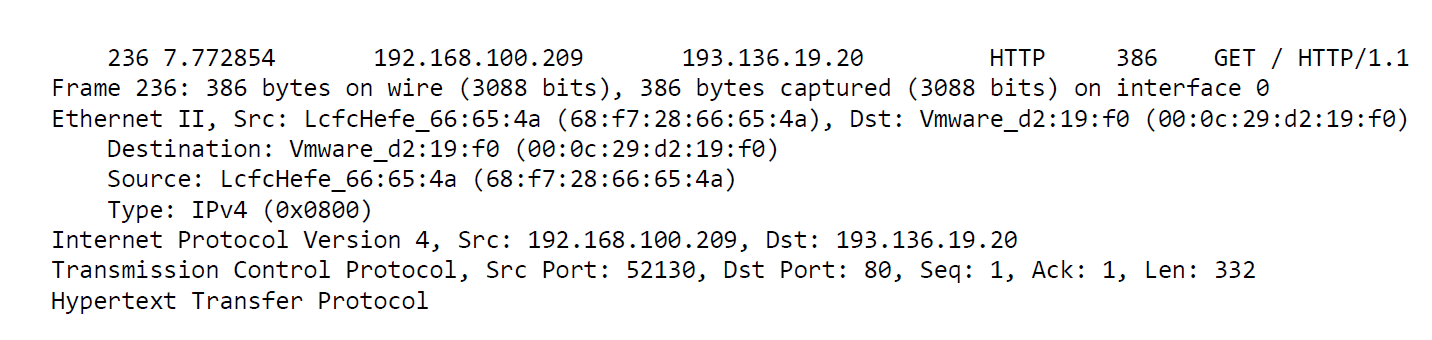 236 7.772854 192.168.100.209 193.136.19.20 HTTP 386 GET / HTTP/1.1
Frame 236: 386 bytes on wire (3088 bits), 386 bytes captured (3088 bits) on interface 0
Ethernet II, Src: LcfcHefe_66:65:4a (68:f7:28:66:65:4a), Dst: Vmware_d2:19:f0 (00:0c:29:d2:19:f0)
Destination: Vmware_d2:19:f0 (00:0c:29:d2:19:f0)
Source: LcfcHefe_66:65:4a (68:f7:28:66:65:4a)
Type: IPv4 (0x0800)
Internet Protocol Version 4, Src: 192.168.100.209, Dst: 193.136.19.20
Transmission Control Protocol, Src Port: 52130, Dst Port: 80, Seq: 1, Ack: 1, Len: 332
Hypertext Transfer Protocol